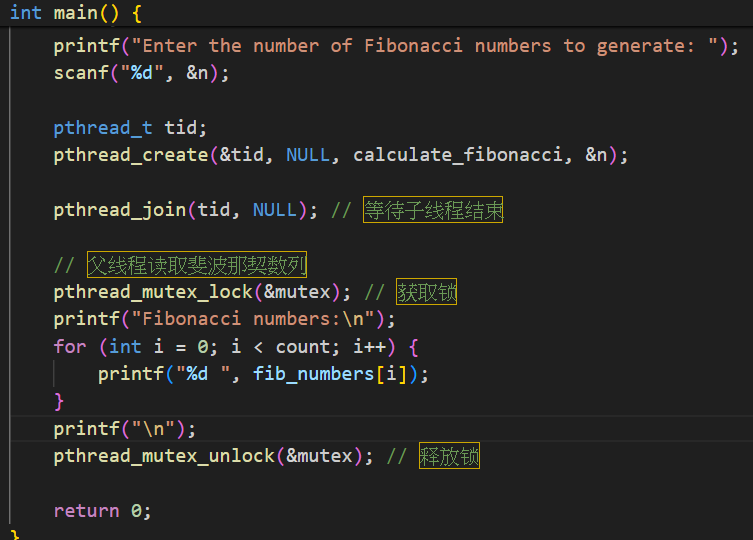 int main() {
printf("Enter the number of Fibonacci numbers to generate: ");
scanf("%d", &n);
pthread_t tid;
pthread_create(&tid, NULL, calculate_fibonacci, &n);
pthread_join(tid, NULL); // 等待子线程结束
// 父线程读取斐波那契数列
pthread_mutex_lock(&mutex); // 获取锁
printf("Fibonacci numbers:\n");
for (int i = 0; i < count; i++) {
printf("%d ", fib_numbers[i]);
}
printf("\n");
pthread_mutex_unlock(&mutex); // 释放锁
return 0;
}